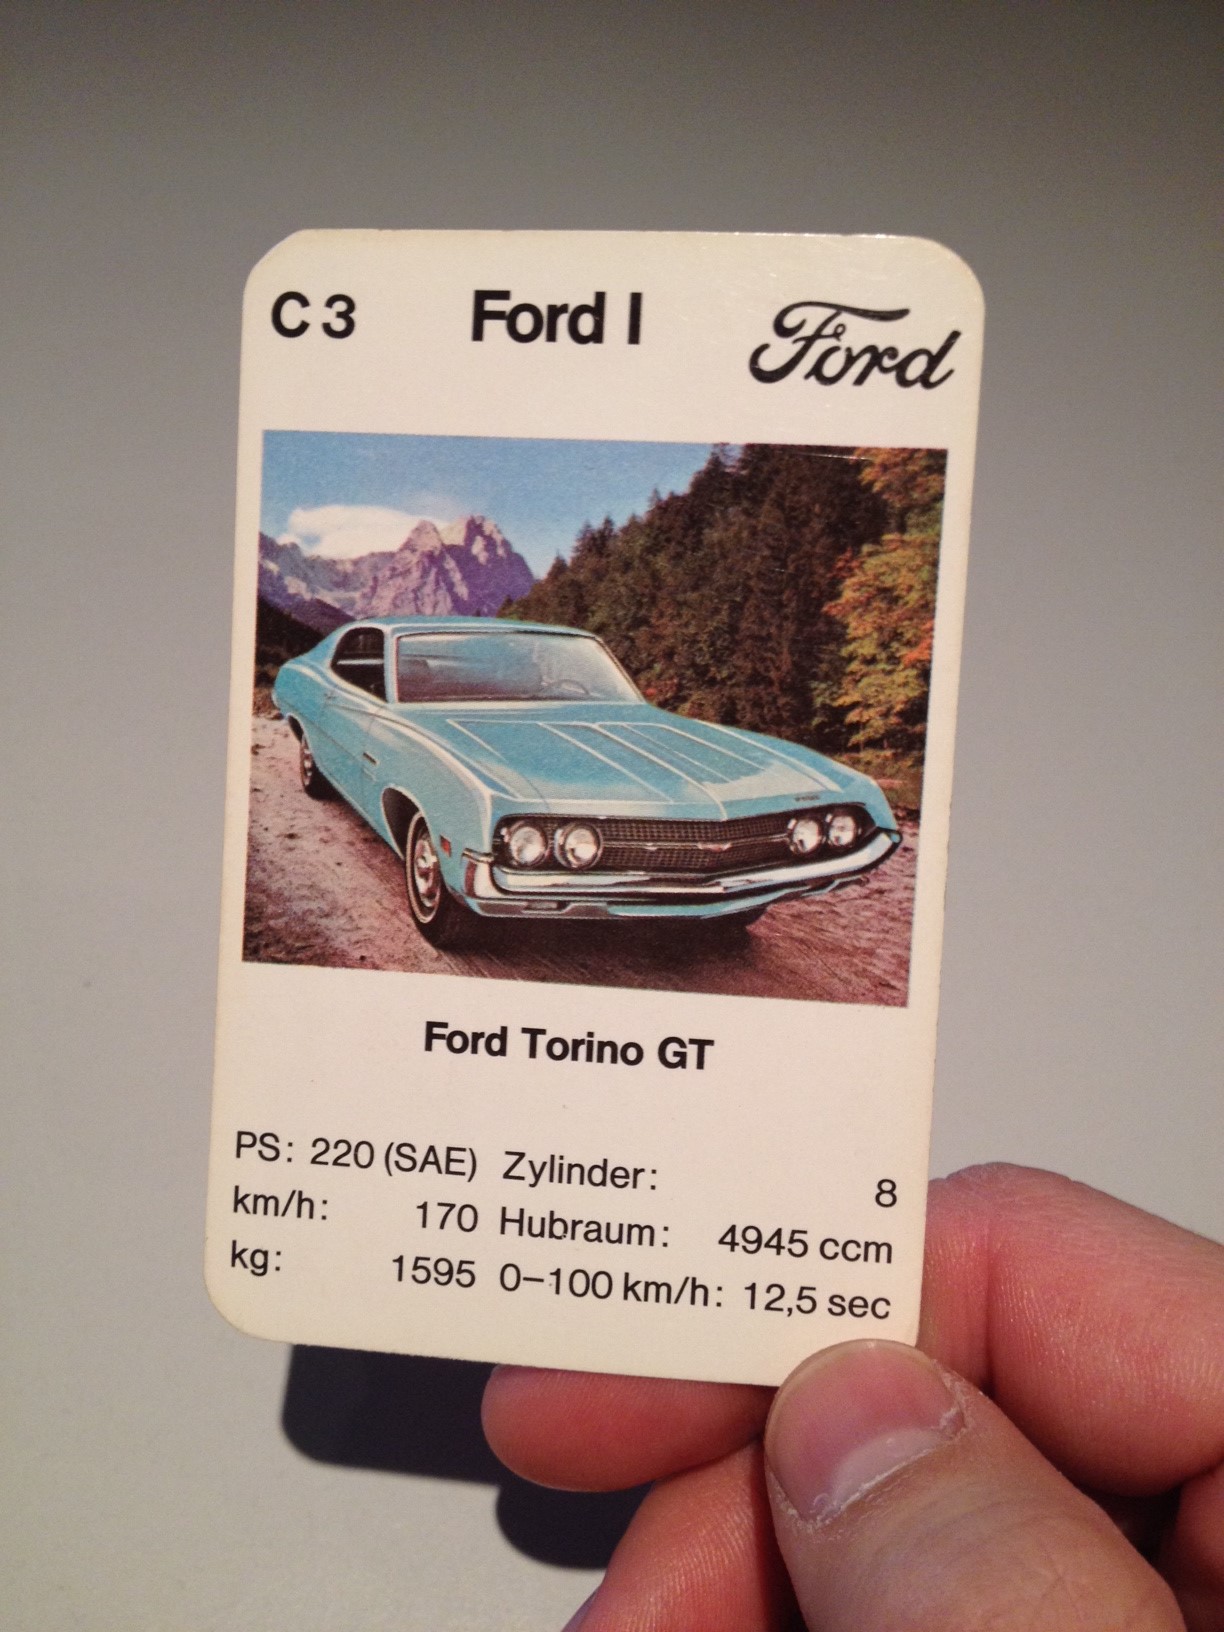 C 3 Ford I Ford
Ford Torino GT
PS: 220 (SAE) Zylinder: 8
km/h: 170 Hubraum: 4945 ccm
kg: 1595 0–100 km/h: 12,5 sec